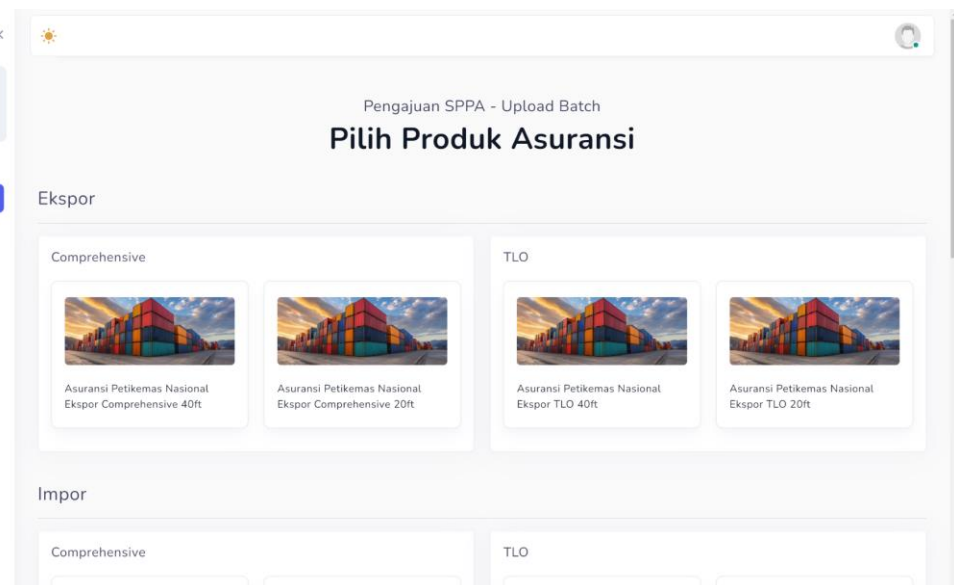 Pengajuan SPPA - Upload Batch
Pilih Produk Asuransi
Ekspor
Comprehensive
Asuransi Petikemas Nasional
Ekspor Comprehensive 40ft
Asuransi Petikemas Nasional
Ekspor Comprehensive 20ft
TLO
Asuransi Petikemas Nasional
Ekspor TLO 40ft
Asuransi Petikemas Nasional
Ekspor TLO 20ft
Impor
Comprehensive
TLO